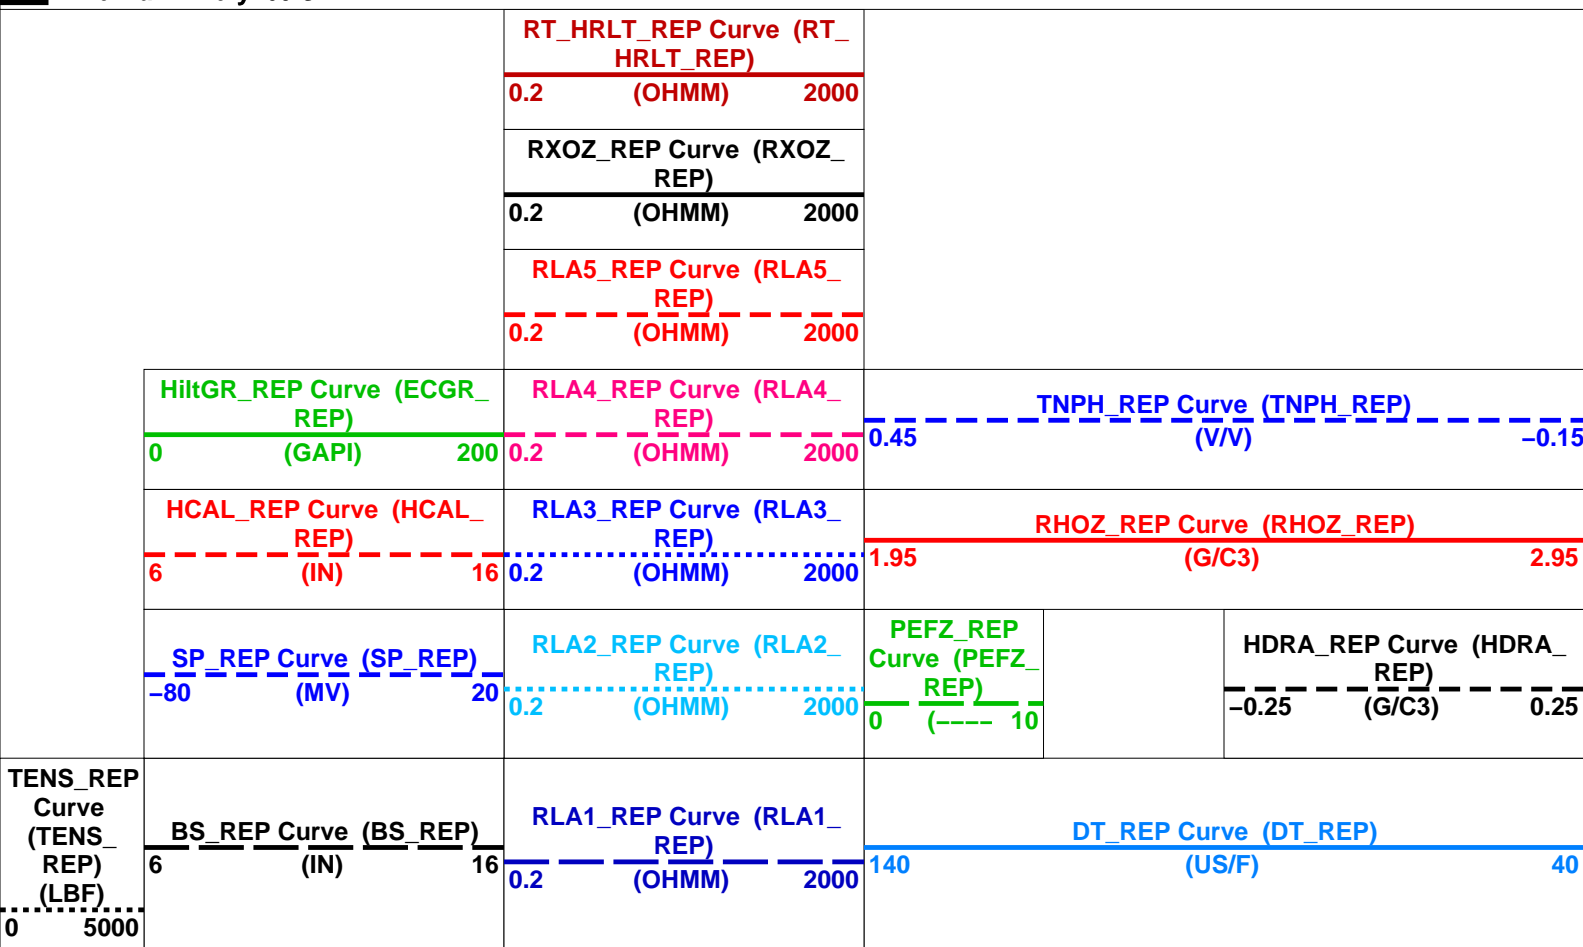 RT_HRLT_REP Curve (RT_
HRLT_REP)
0.2 (OHMM) 2000
RXOZ_REP Curve (RXOZ_
REP)
0.2 (OHMM) 2000
RLA5_REP Curve (RLA5_
REP)
0.2 (OHMM) 2000
HiltGR_REP Curve (ECGR_
REP)
0 (GAPI) 200
RLA4_REP Curve (RLA4_
REP)
0.2 (OHMM) 2000
TNPH_REP Curve (TNPH_REP)
0.45 (V/V) −0.15
HCAL_REP Curve (HCAL_
REP)
6 (IN) 16
RLA3_REP Curve (RLA3_
REP)
0.2 (OHMM) 2000
RHOZ_REP Curve (RHOZ_REP)
1.95 (G/C3) 2.95
SP_REP Curve (SP_REP)
−80 (MV) 20
RLA2_REP Curve (RLA2_
REP)
0.2 (OHMM) 2000
PEFZ_REP
Curve (PEFZ_
REP)
0 (−−−− 10
HDRA_REP Curve (HDRA_
REP)
−0.25 (G/C3) 0.25
TENS_REP
Curve
(TENS_
REP)
(LBF)
0 5000
BS_REP Curve (BS_REP)
6 (IN) 16
RLA1_REP Curve (RLA1_
REP)
0.2 (OHMM) 2000
DT_REP Curve (DT_REP)
140 (US/F) 40